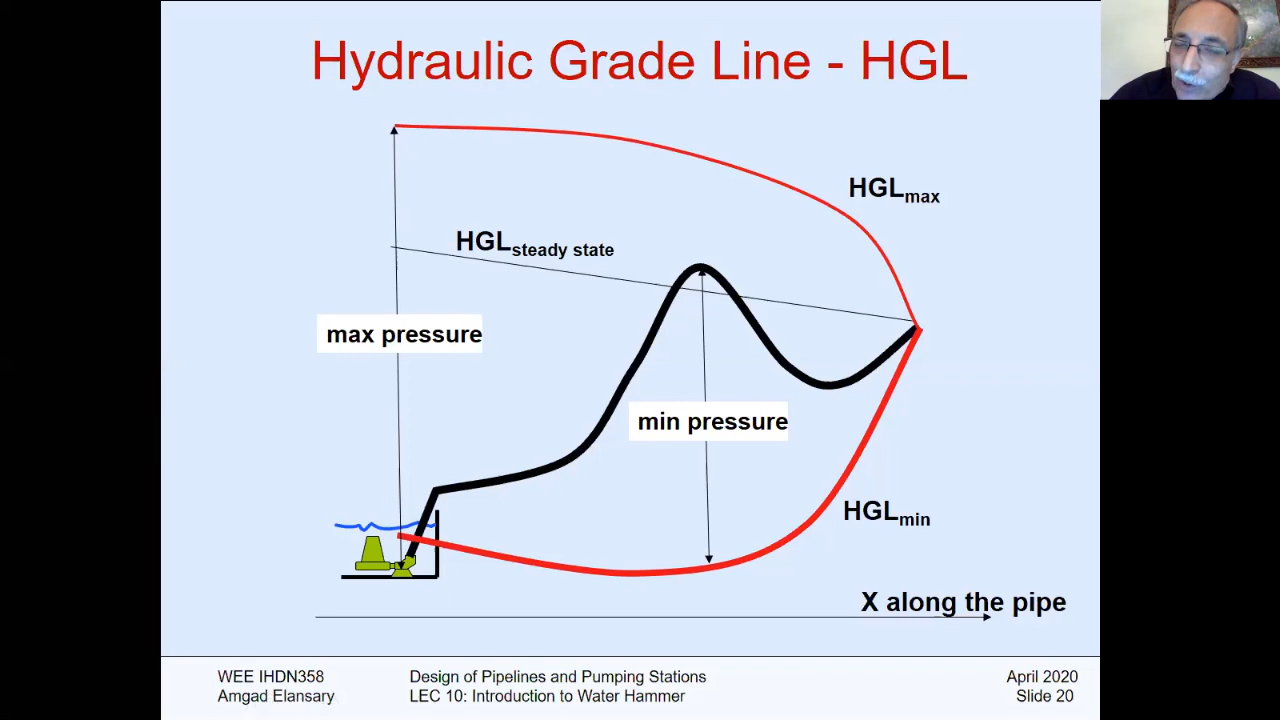 Hydraulic Grade Line - HGL
HGLmax
HGLsteady state
max pressure
min pressure
HGLmin
X along the pipe
WEE IHDN358
Amgad Elansary
Design of Pipelines and Pumping Stations
LEC 10: Introduction to Water Hammer
April 2020
Slide 20